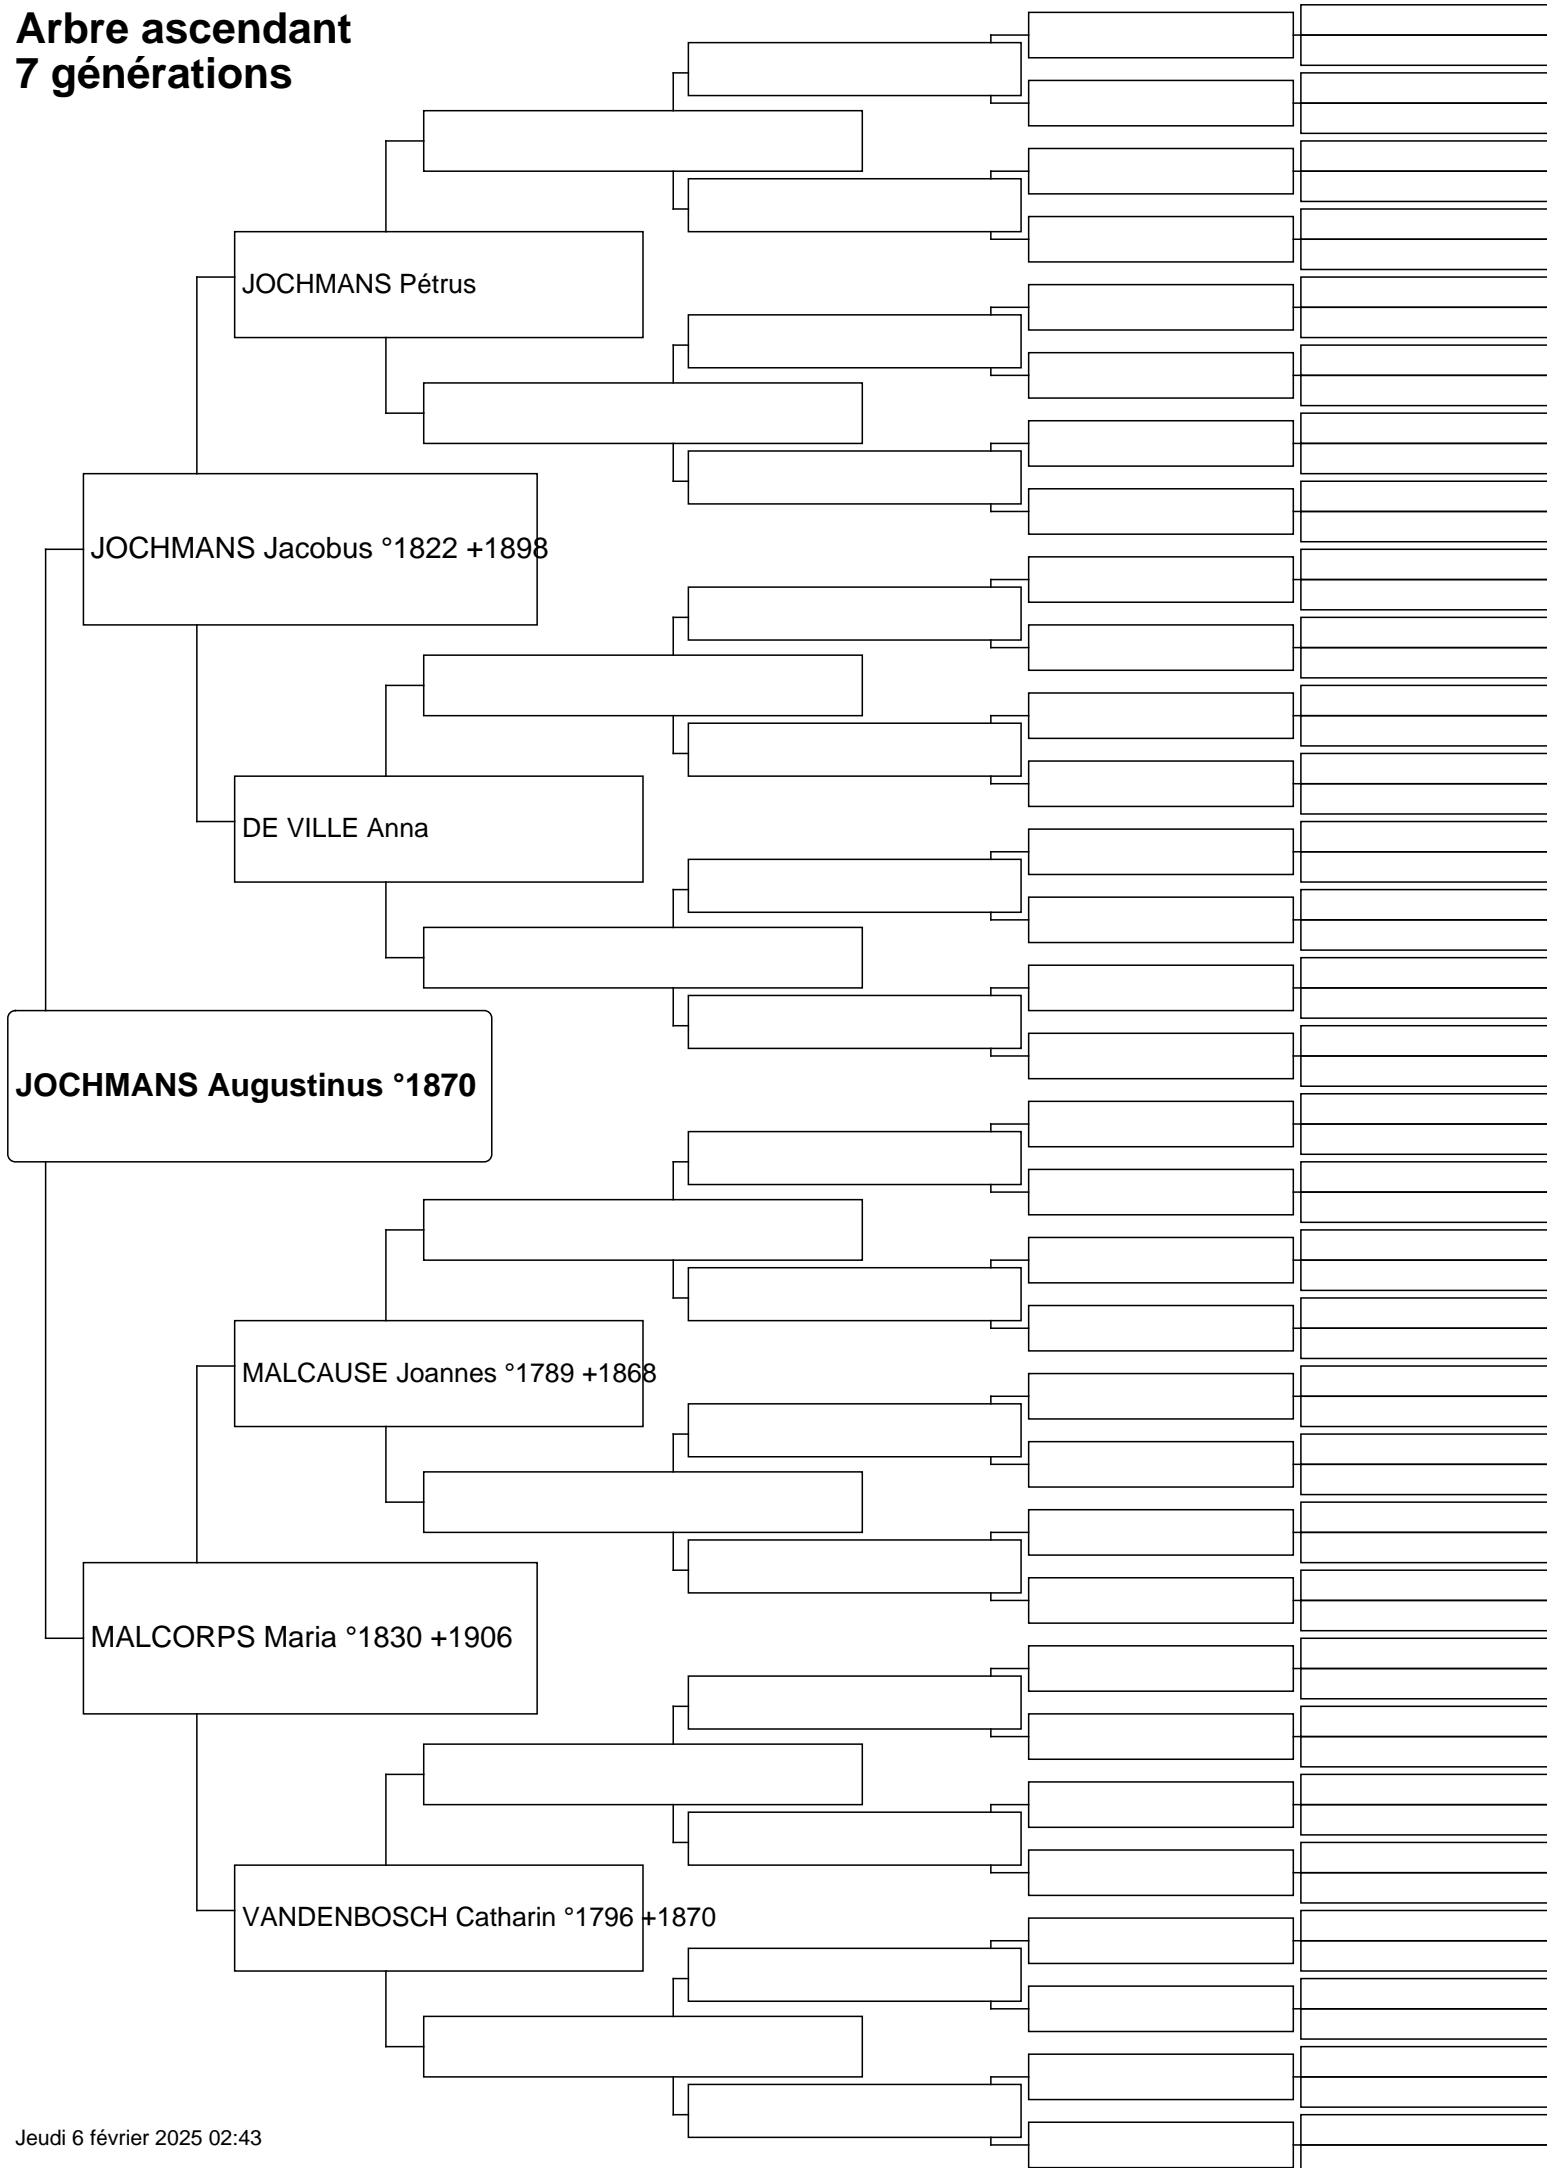 Arbre ascendant
7 générations
JOCHMANS Pétrus
JOCHMANS Jacobus °1822 +1898
DE VILLE Anna
JOCHMANS Augustinus °1870
MALCAUSE Joannes °1789 +1868
MALCORPS Maria °1830 +1906
VANDENBOSCH Catharin °1796 +1870
Jeudi 6 février 2025 02:43